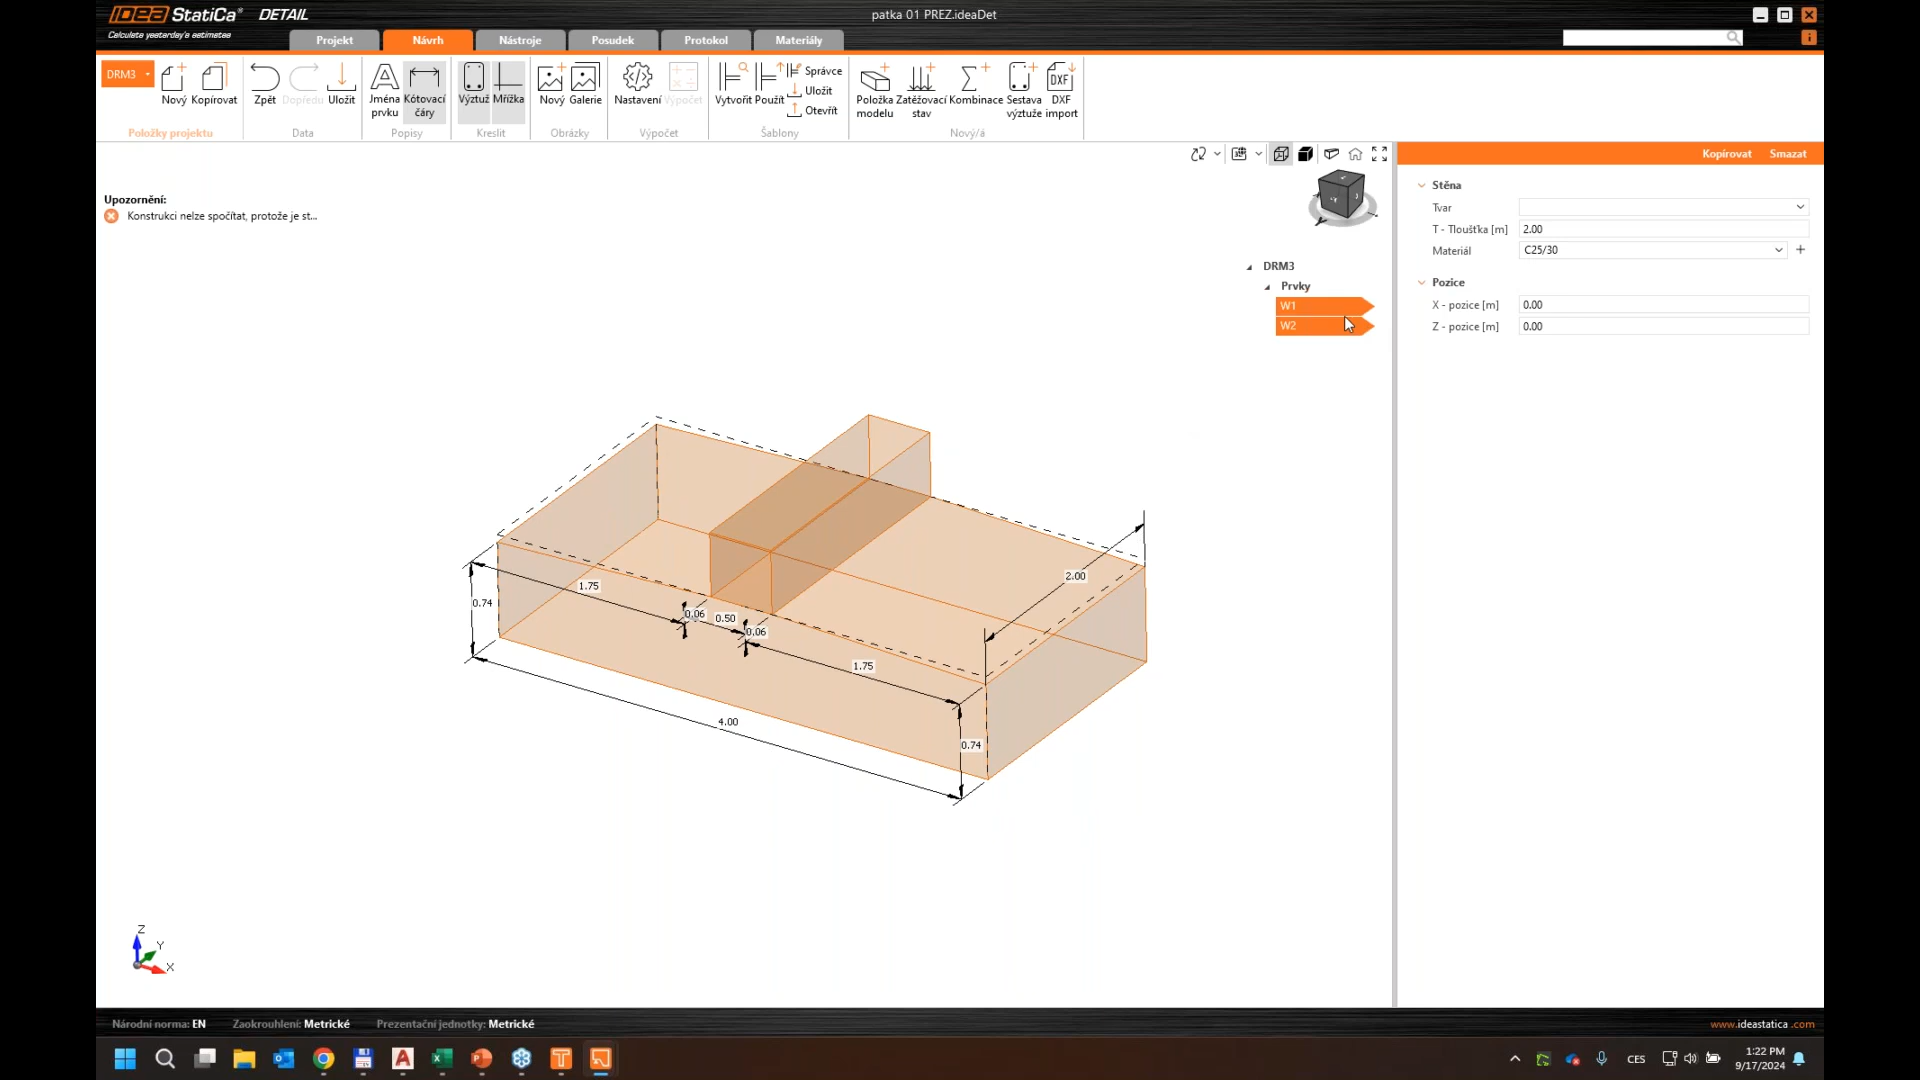 IDEA StatiCa® DETAIL
Calculate yesterday's estimates
patka 01 PREZ.ideaDet
Projekt
Návrh
Nástroje
Posudek
Protokol
Materiály
DRM3
Nový
Kopírovat
Položky projektu
Zpět
Dopředu
Uložit
Data
Jména prvku
Kótovací čáry
Popisy
Výztuž
Mřížka
Kreslit
Nový
Galerie
Obrázky
Nastavení
Výpočet
Výpočet
Vytvořit
Použít
Správce
Uložit
Otevřít
Šablony
Položka modelu
Zatěžovací stav
Kombinace
Sestava výztuže
DXF
DXF import
Nový/á
Upozornění:
Konstrukci nelze spočítat, protože je st...
DRM3
Prvky
W1
W2
Kopírovat
Smazat
Stěna
Tvar
T - Tloušťka [m]
2.00
Materiál
C25/30
Pozice
X - pozice [m]
0.00
Z - pozice [m]
0.00
2.00
1.75
0.74
0.06
0.50
0.06
1.75
4.00
0.74
Z
Y
X
Národní norma: EN
Zaokrouhlení: Metrické
Prezentační jednotky: Metrické
www.ideastatica.com
CES
1:22 PM
9/17/2024